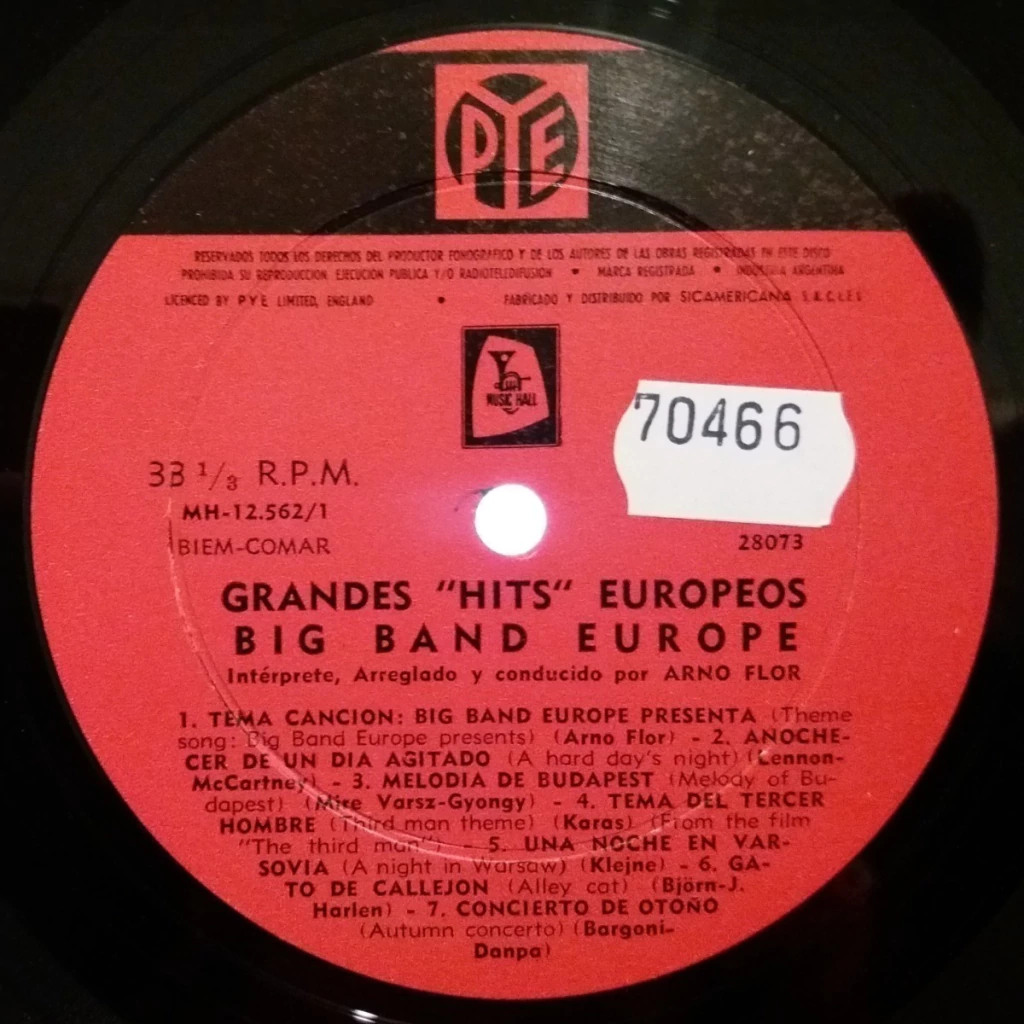 PYE
RESERVADOS TODOS LOS DERECHOS DEL PRODUCTOR FONOGRAFICO Y DE LOS AUTORES DE LAS OBRAS REGISTRADAS EN ESTE DISCO
PROHIBIDA SU REPRODUCCION, EJECUCION PUBLICA Y/O RADIOTELEDIFUSION • MARCA REGISTRADA • INDUSTRIA ARGENTINA
LICENCED BY PYE LIMITED, ENGLAND • FABRICADO Y DISTRIBUIDO POR SICAMERICANA S.A.C.I.F.I.
MUSIC HALL
70466
33 1/3 R.P.M.
MH-12.562/1
BIEM-COMAR 28073
GRANDES "HITS" EUROPEOS
BIG BAND EUROPE
Intérprete, Arreglado y conducido por ARNO FLOR
1. TEMA CANCION: BIG BAND EUROPE PRESENTA (Theme
song: Big Band Europe presents) (Arno Flor) - 2. ANOCHE-
CER DE UN DIA AGITADO (A hard day's night) (Lennon-
McCartney) - 3. MELODIA DE BUDAPEST (Melody of Bu-
dapest) (Mire Varsz-Gyongy) - 4. TEMA DEL TERCER
HOMBRE (Third man theme) (Karas) (From the film
"The third man") - 5. UNA NOCHE EN VAR-
SOVIA (A night in Warsaw) (Klejne) - 6. GA-
TO DE CALLEJON (Alley cat) (Björn-J.
Harlen) - 7. CONCIERTO DE OTOÑO
(Autumn concerto) (Bargoni-
Danpa)